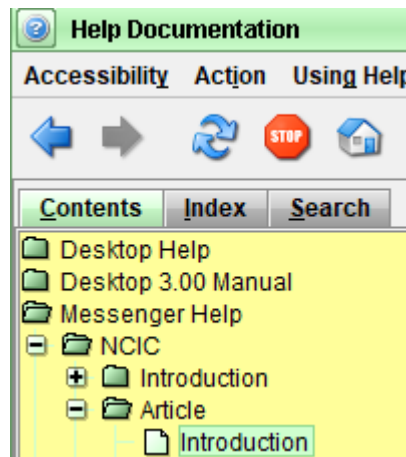 Help Documentation
Accessibility Action Using Help
STOP
Contents Index Search
Desktop Help
Desktop 3.00 Manual
Messenger Help
NCIC
Introduction
Article
Introduction